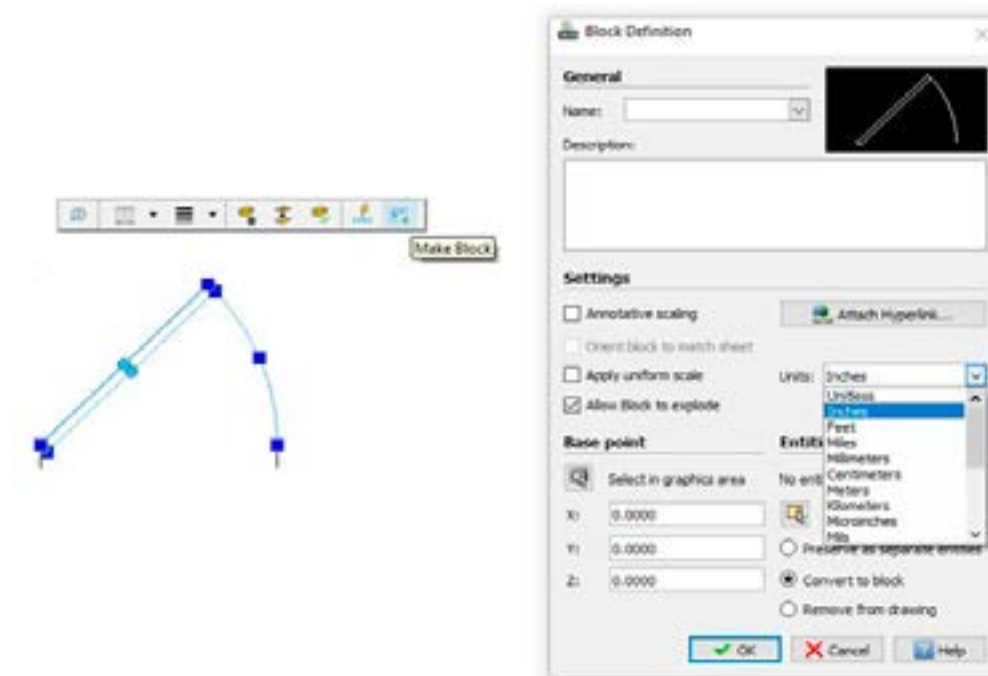 Make Block
Block Definition
General
Name:
Description:
Settings
Annotative scaling
Attach Hyperlink...
Orient block to match sheet
Apply uniform scale
Units: Inches
Allow Block to explode
Unitless
Inches
Feet
Miles
Millimeters
Centimeters
Meters
Kilometers
Microinches
Mils
Base point
Entiti
Select in graphics area
No enti
X: 0.0000
Y: 0.0000
Z: 0.0000
Preserve as separate entities
Convert to block
Remove from drawing
OK
Cancel
Help